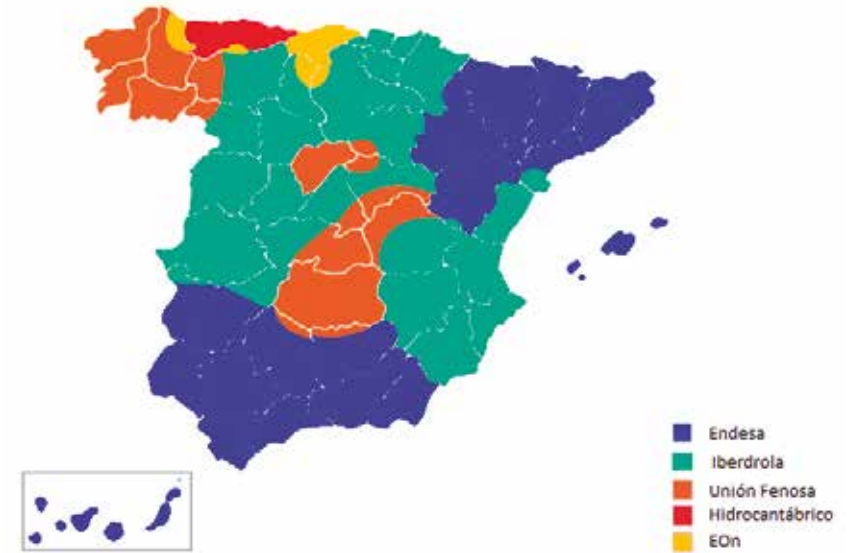 Endesa
Iberdrola
Unión Fenosa
Hidrocantábrico
EOn